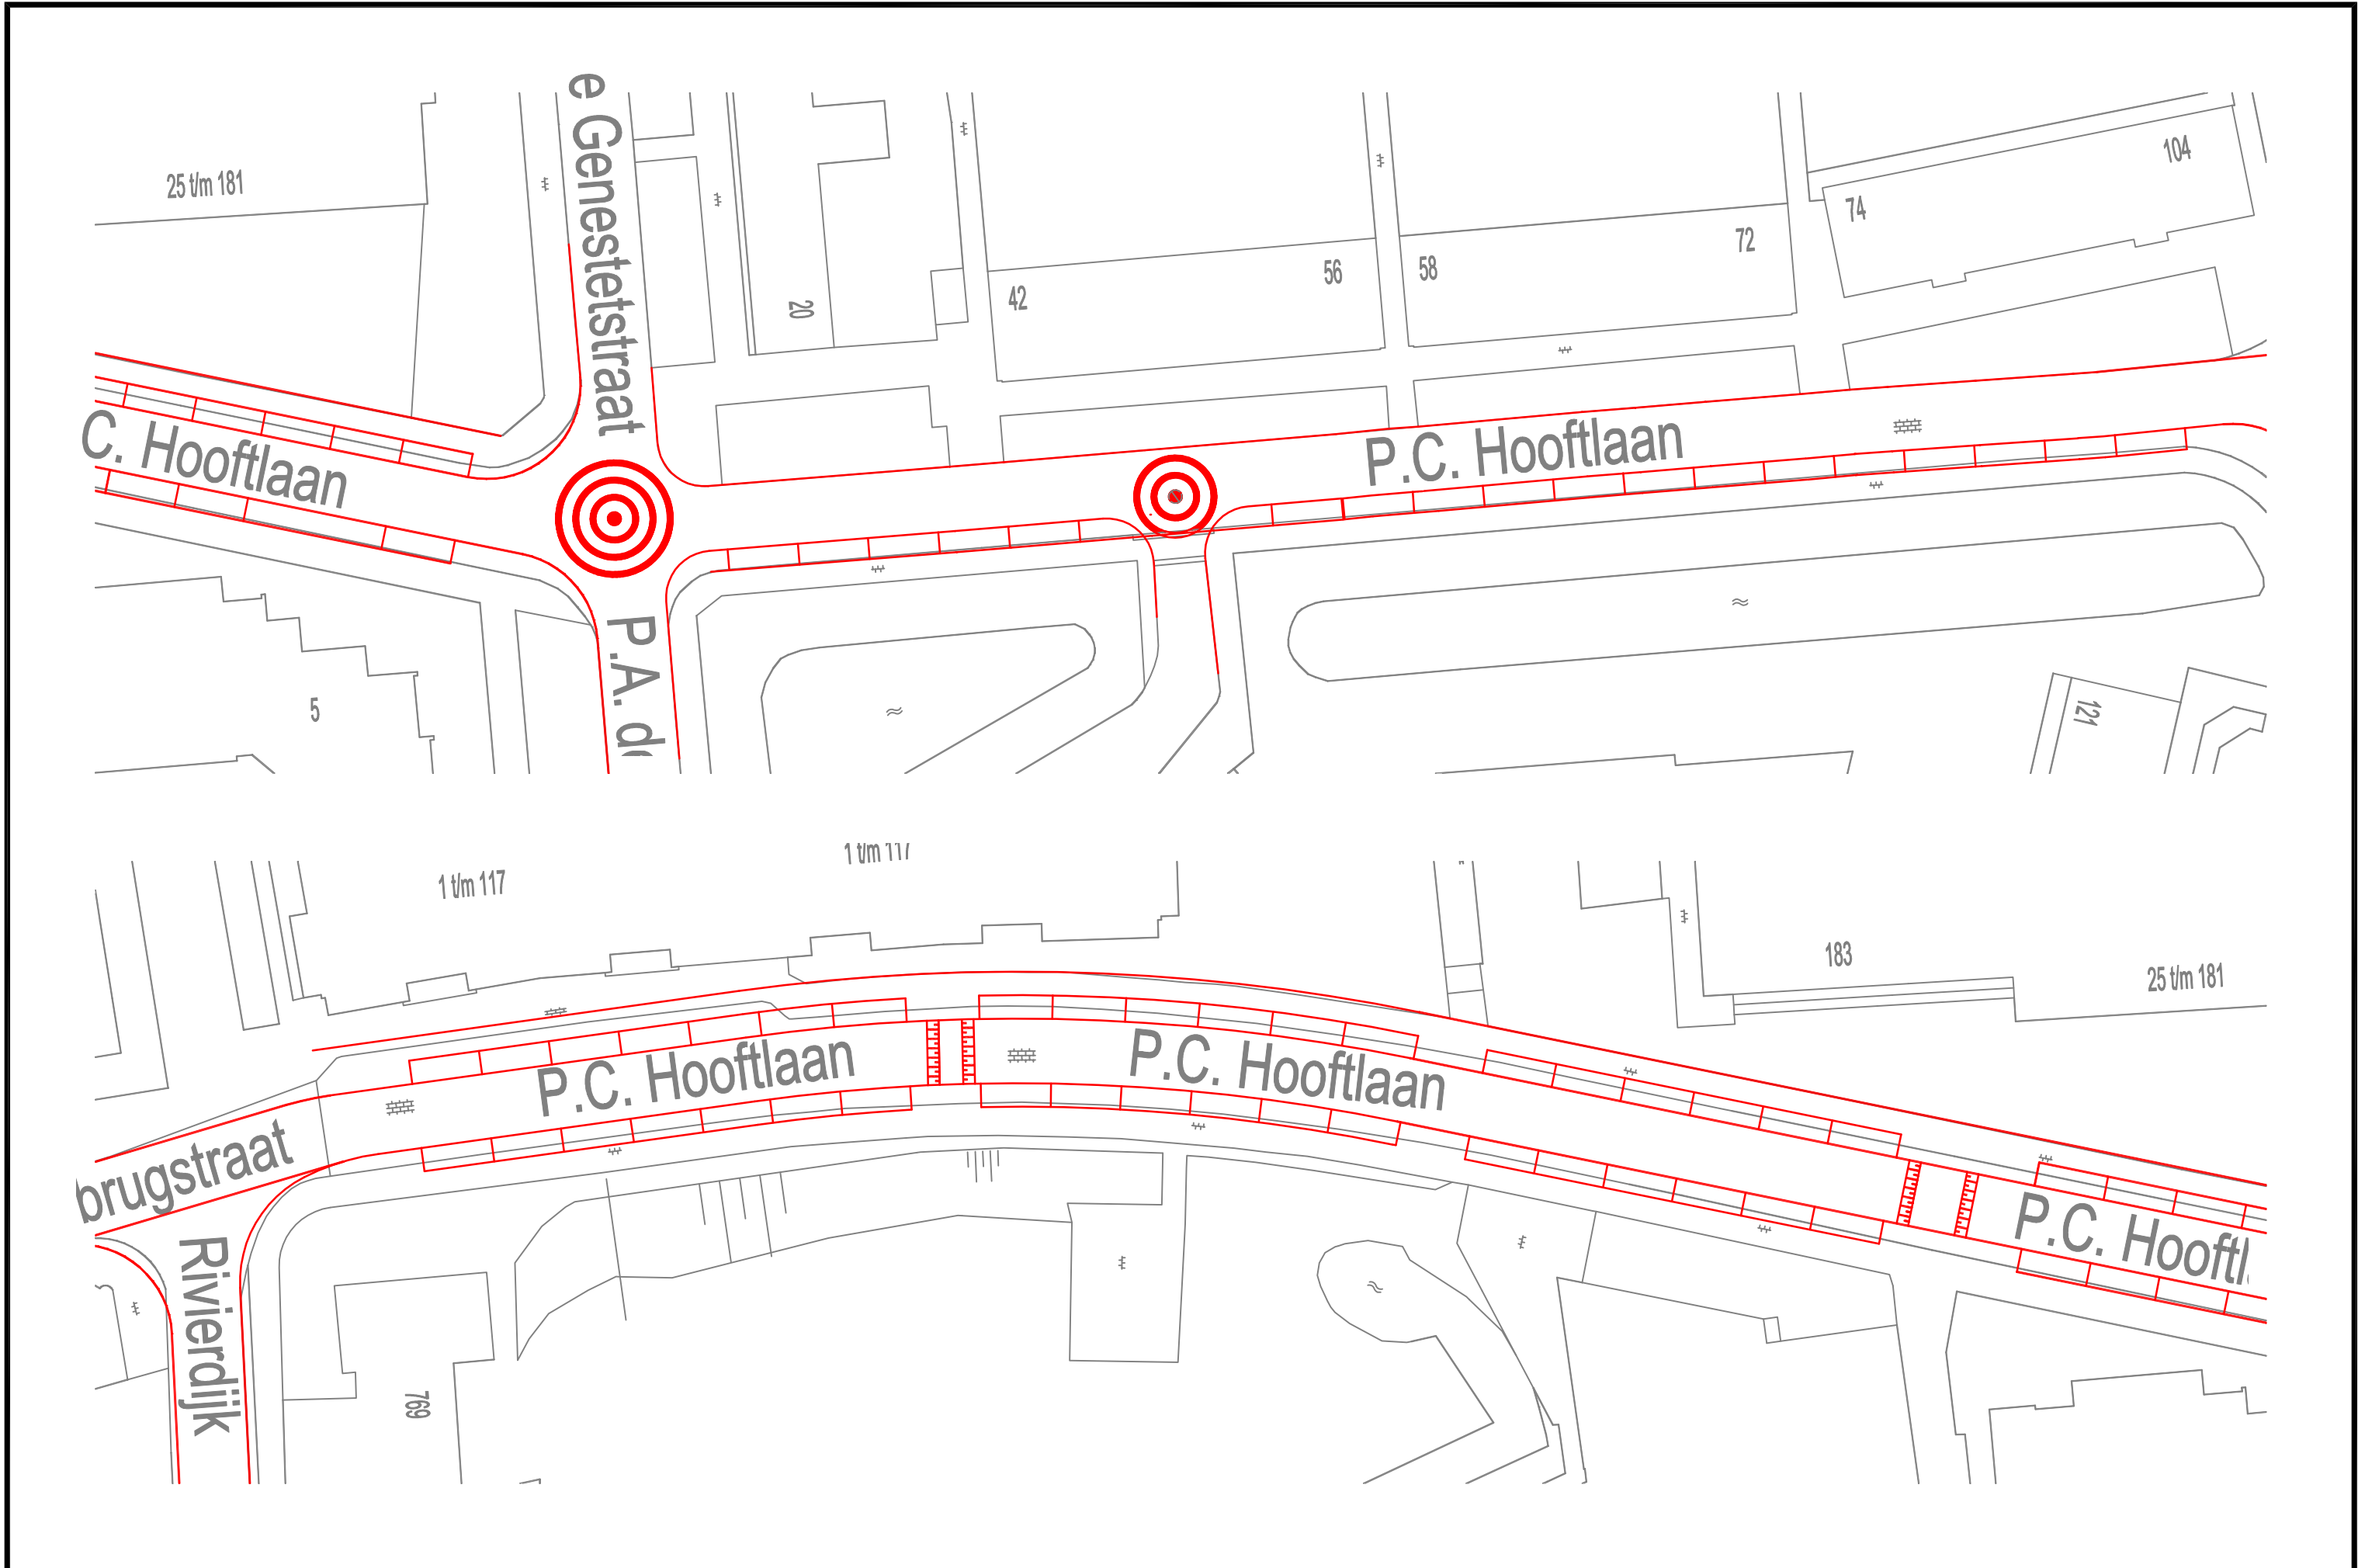 e Genestetstraat
25 t/m 181
104
74
72
58
56
42
20
C. Hooftlaan
P.C. Hooftlaan
P.A. de
5
121
1 t/m 117
1 t/m 117
183
25 t/m 181
P.C. Hooftlaan
P.C. Hooftlaan
brugstraat
P.C. Hooftl
Rivierdijk
769